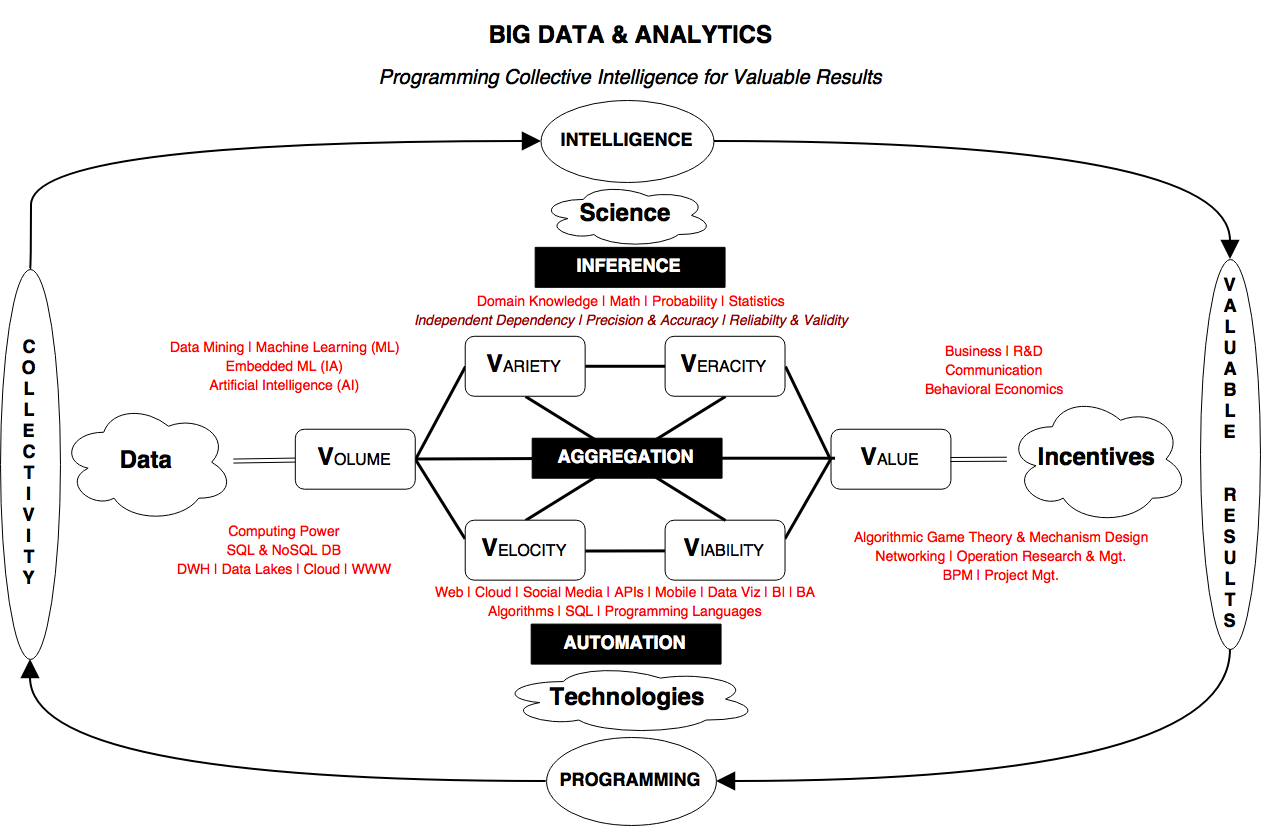 BIG DATA & ANALYTICS
Programming Collective Intelligence for Valuable Results
INTELLIGENCE
Science
INFERENCE
Domain Knowledge | Math | Probability | Statistics
Independent Dependency | Precision & Accuracy | Reliabilty & Validity
COLLECTIVITY
Data Mining | Machine Learning (ML)
Embedded ML (IA)
Artificial Intelligence (AI)
Data
VOLUME
Computing Power
SQL & NoSQL DB
DWH | Data Lakes | Cloud | WWW
VARIETY
VERACITY
AGGREGATION
VELOCITY
VIABILITY
Web | Cloud | Social Media | APIs | Mobile | Data Viz | BI | BA
Algorithms | SQL | Programming Languages
AUTOMATION
Technologies
PROGRAMMING
Business | R&D
Communication
Behavioral Economics
VALUE
Incentives
Algorithmic Game Theory & Mechanism Design
Networking | Operation Research & Mgt.
BPM | Project Mgt.
VALUABLE RESULTS